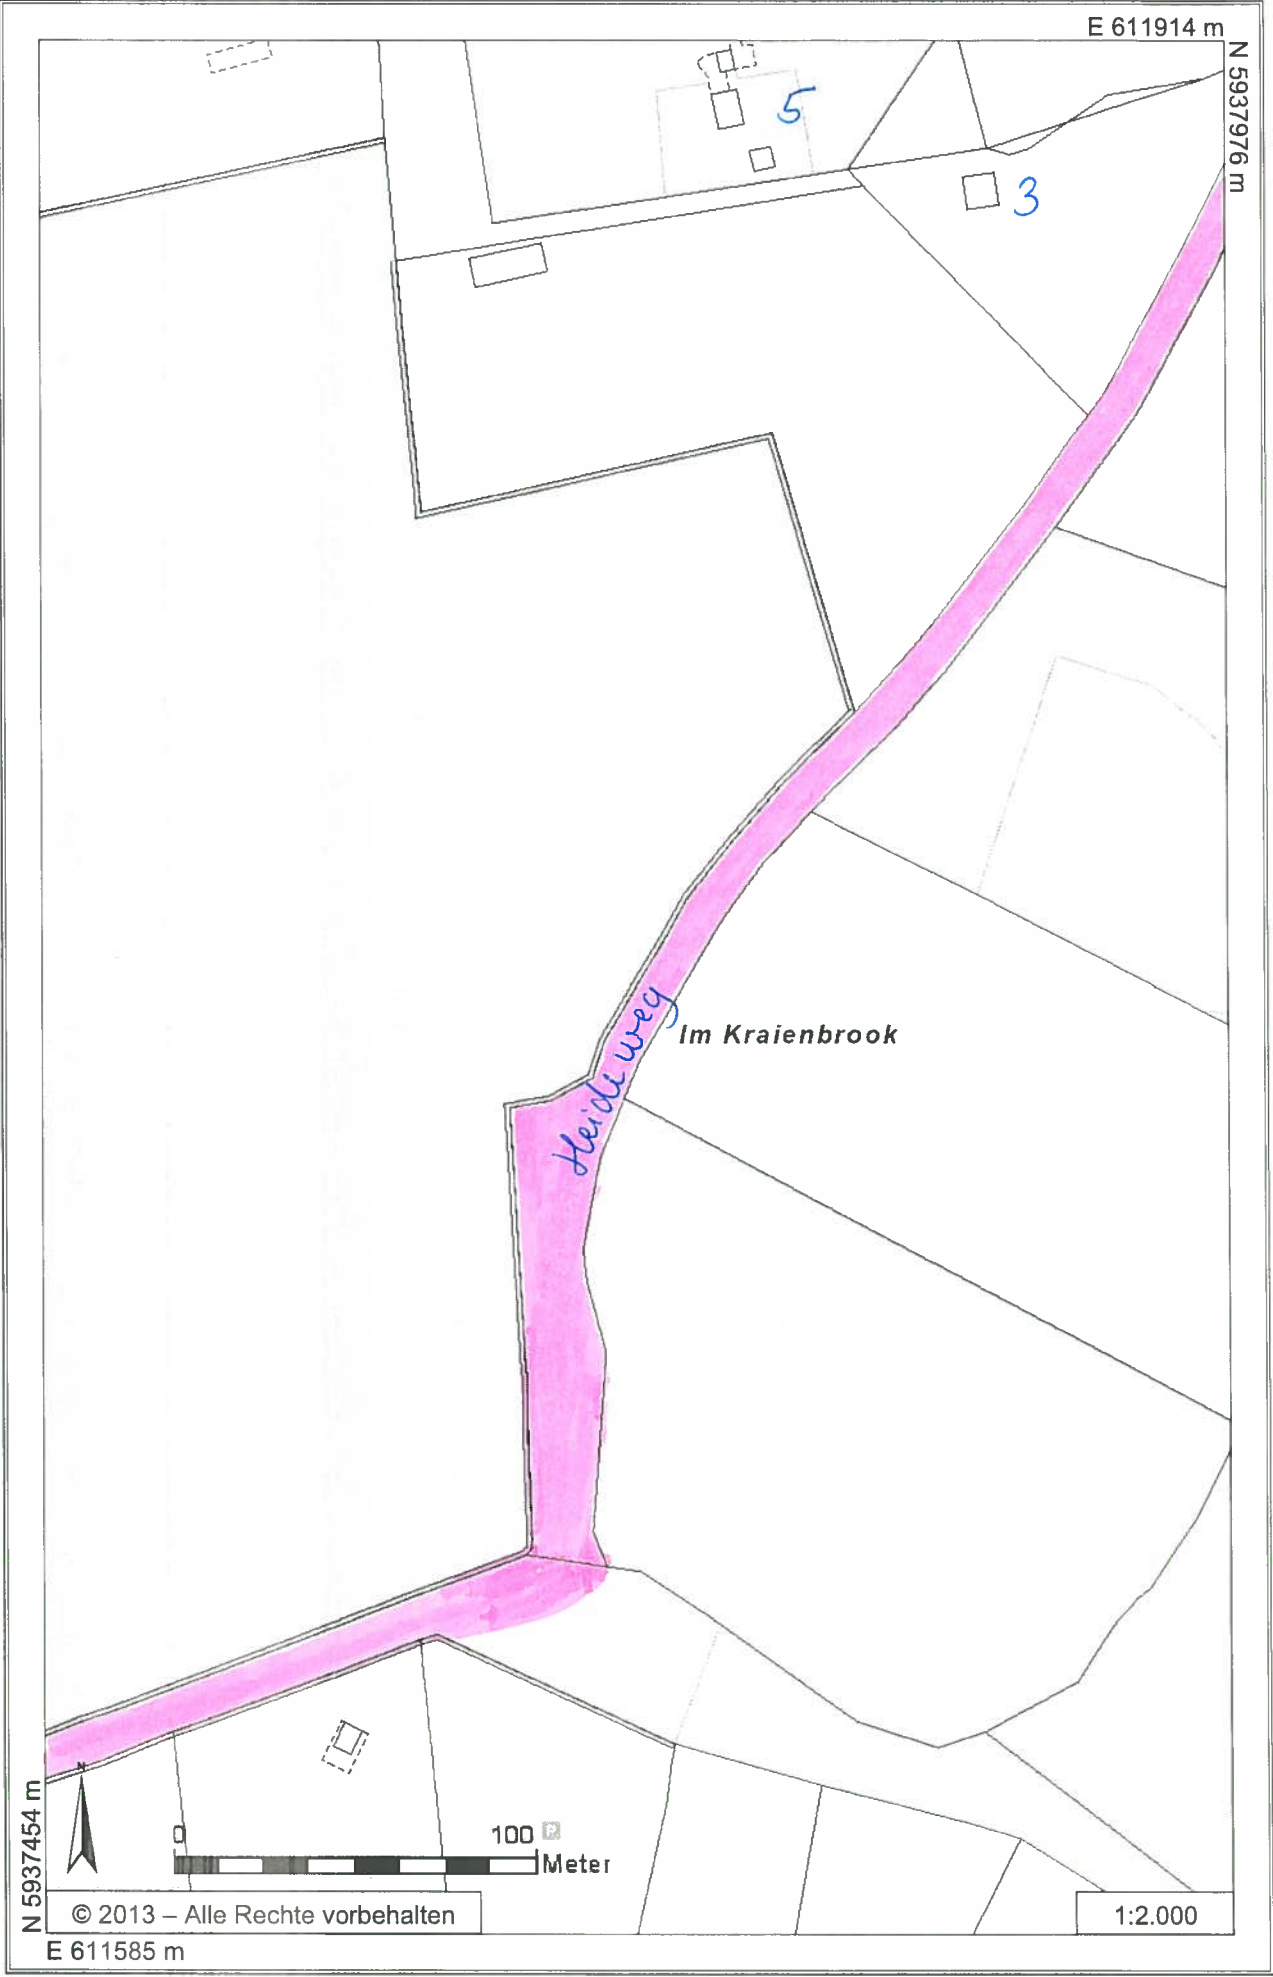 E 611914 m
N 5937976 m
5
3
Heideweg
Im Kraienbrook
N 5937454 m
N
0 100 P
Meter
© 2013 – Alle Rechte vorbehalten
1:2.000
E 611585 m